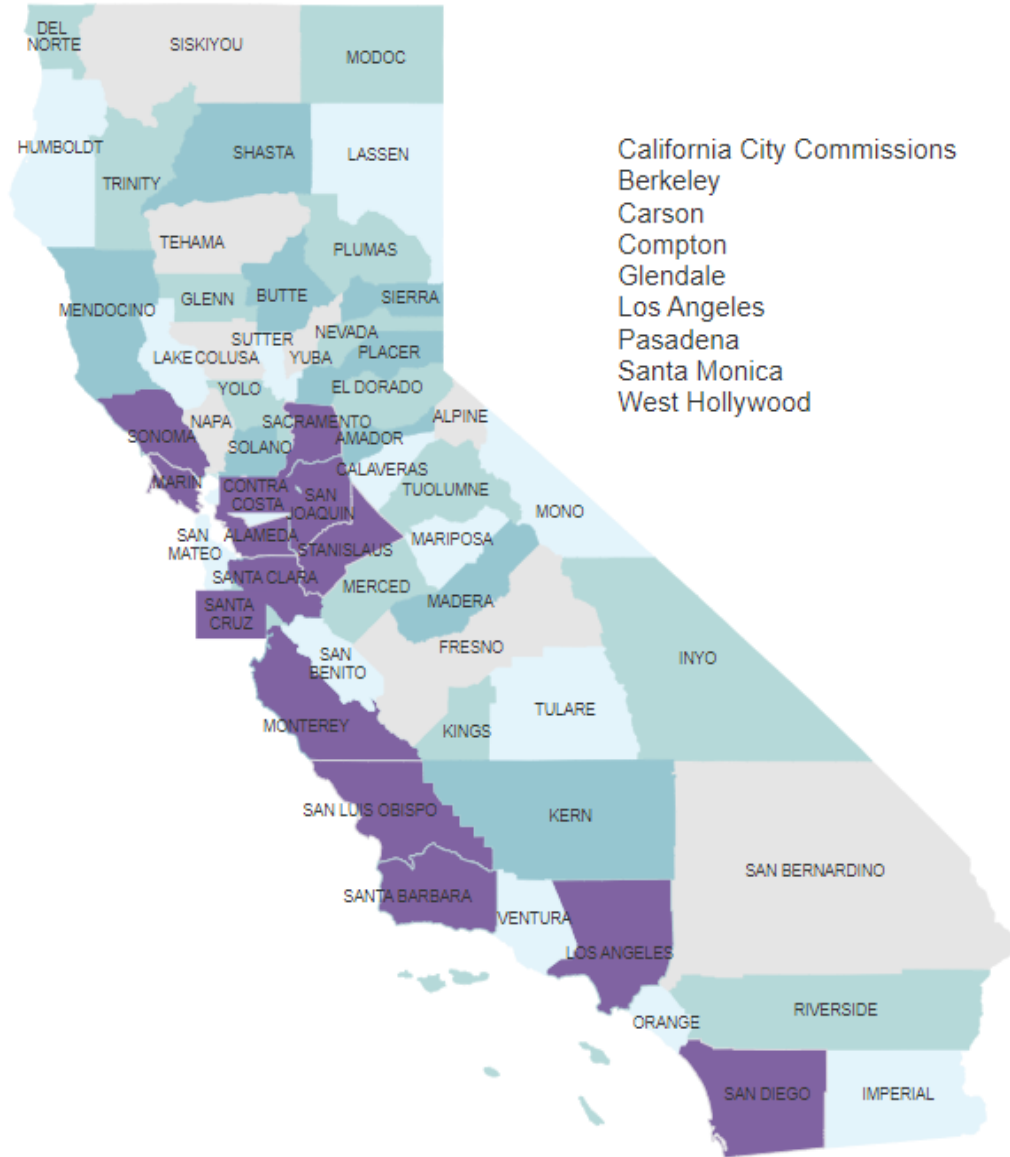 DEL
NORTE
SISKIYOU
MODOC
HUMBOLDT
TRINITY
SHASTA
LASSEN
California City Commissions
Berkeley
Carson
Compton
Glendale
Los Angeles
Pasadena
Santa Monica
West Hollywood
TEHAMA
PLUMAS
MENDOCINO
GLENN
BUTTE
SIERRA
LAKE
COLUSA
SUTTER
YUBA
NEVADA
PLACER
YOLO
EL DORADO
NAPA
SONOMA
SOLANO
SACRAMENTO
AMADOR
ALPINE
MARIN
CONTRA
COSTA
SAN
JOAQUIN
CALAVERAS
TUOLUMNE
MONO
SAN
MATEO
ALAMEDA
STANISLAUS
MARIPOSA
SANTA CLARA
MERCED
MADERA
SANTA
CRUZ
SAN
BENITO
FRESNO
INYO
MONTEREY
KINGS
TULARE
SAN LUIS OBISPO
KERN
SAN BERNARDINO
SANTA BARBARA
VENTURA
LOS ANGELES
ORANGE
RIVERSIDE
SAN DIEGO
IMPERIAL